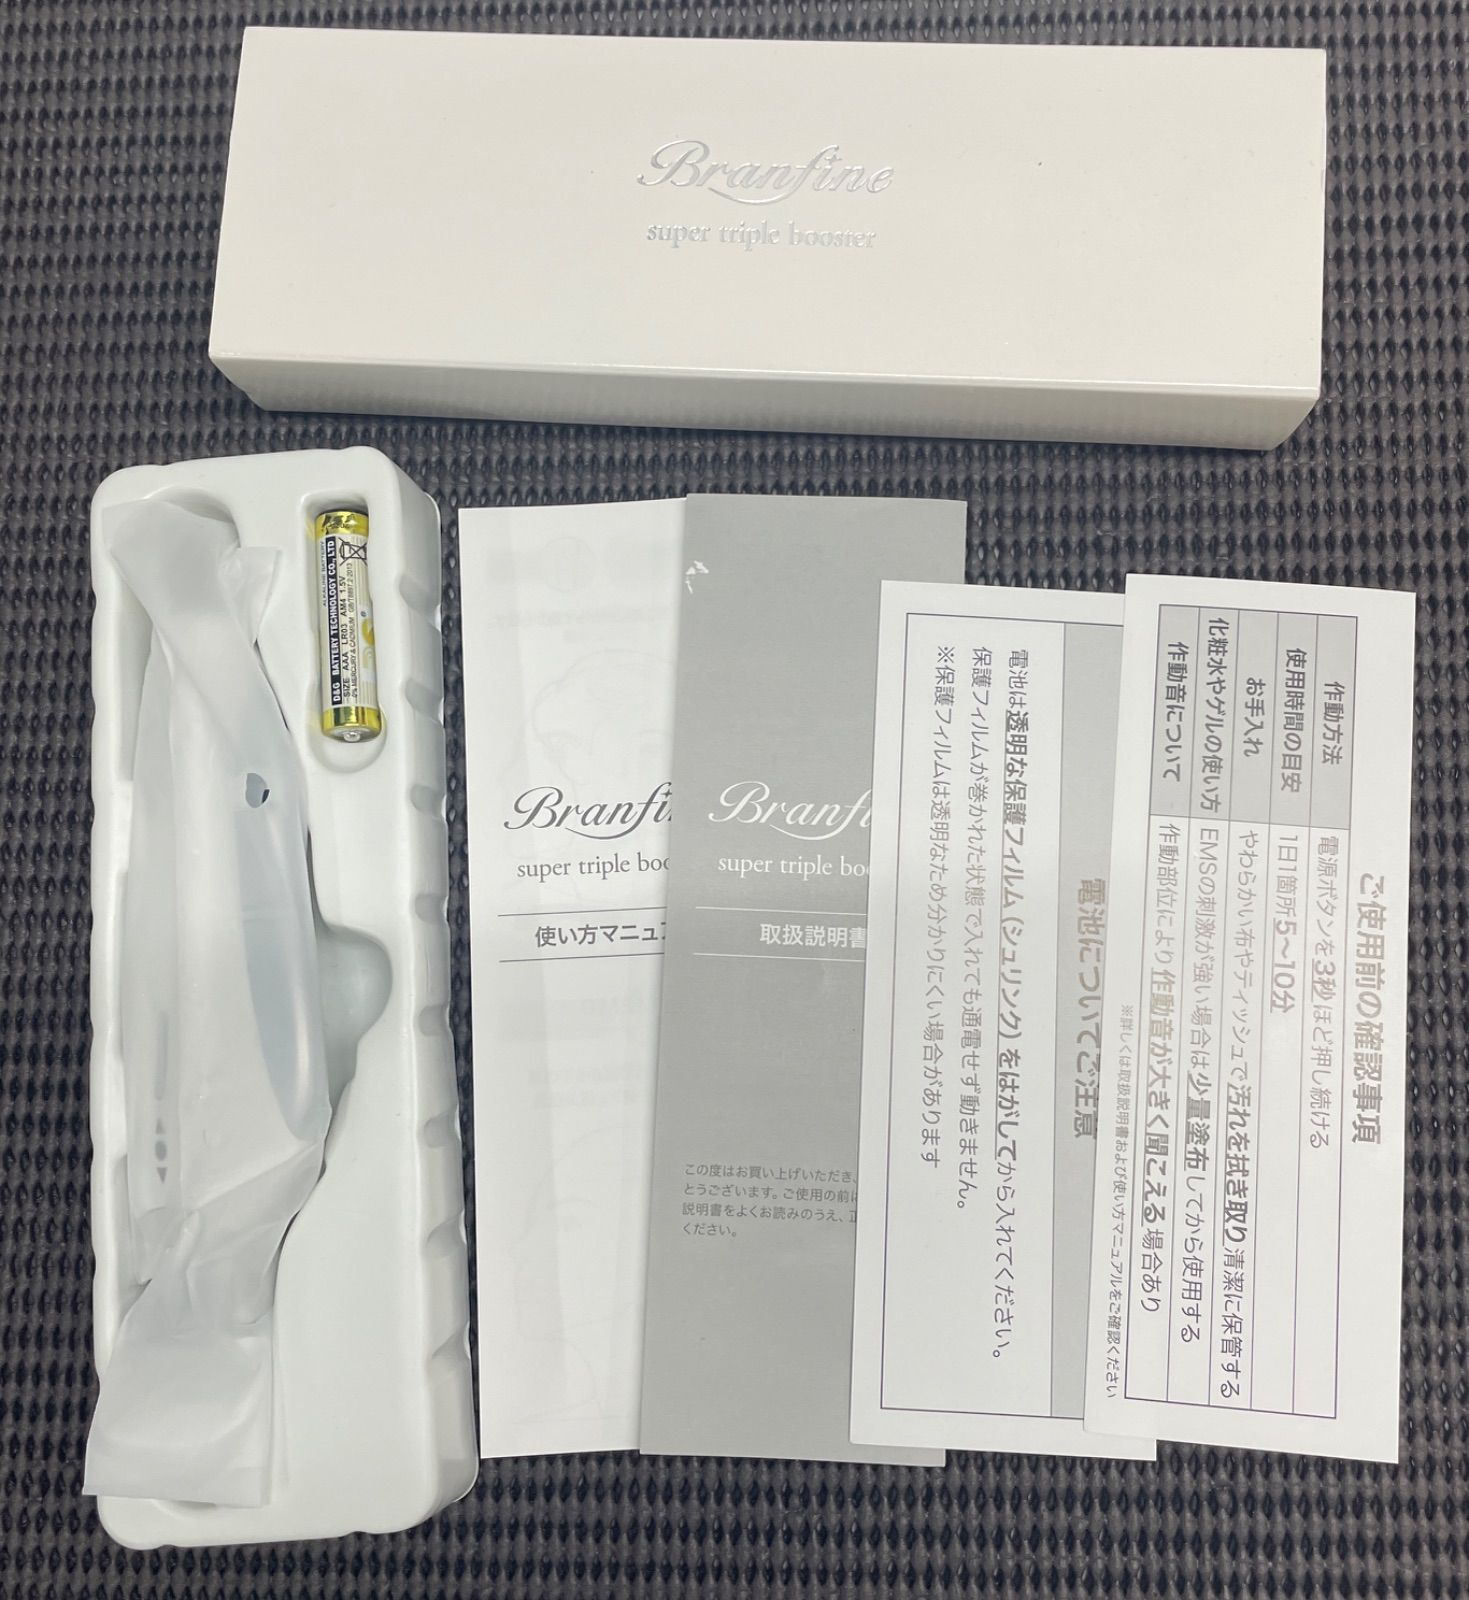 Branfine
super triple booster
ALKALINE BATTERY
D&G BATTERY TECHNOLOGY CO., LTD
SIZE AAA LR03 AM4 1.5V
0% MERCURY & CADMIUM GB/T8897.2-2013
Branfi
super triple boo
使い方マニュア
Branfi
super triple bo
取扱説明書
この度はお買い上げいただき、
とうございます。ご使用の前に
説明書をよくお読みのうえ、正
ください。
電池についてご注意
電池は透明な保護フィルム(シュリンク)をはがしてから入れてください。
保護フィルムが巻かれた状態で入れても通電せず動きません。
※保護フィルムは透明なため分かりにくい場合があります
ご使用前の確認事項
作動方法 電源ボタンを3秒ほど押し続ける
使用時間の目安 1日1箇所5~10分
お手入れ やわらかい布やティッシュで汚れを拭き取り清潔に保管する
化粧水やゲルの使い方 EMSの刺激が強い場合は少量塗布してから使用する
作動音について 作動部位により作動音が大きく聞こえる場合あり
※詳しくは取扱説明書および使い方マニュアルをご確認ください